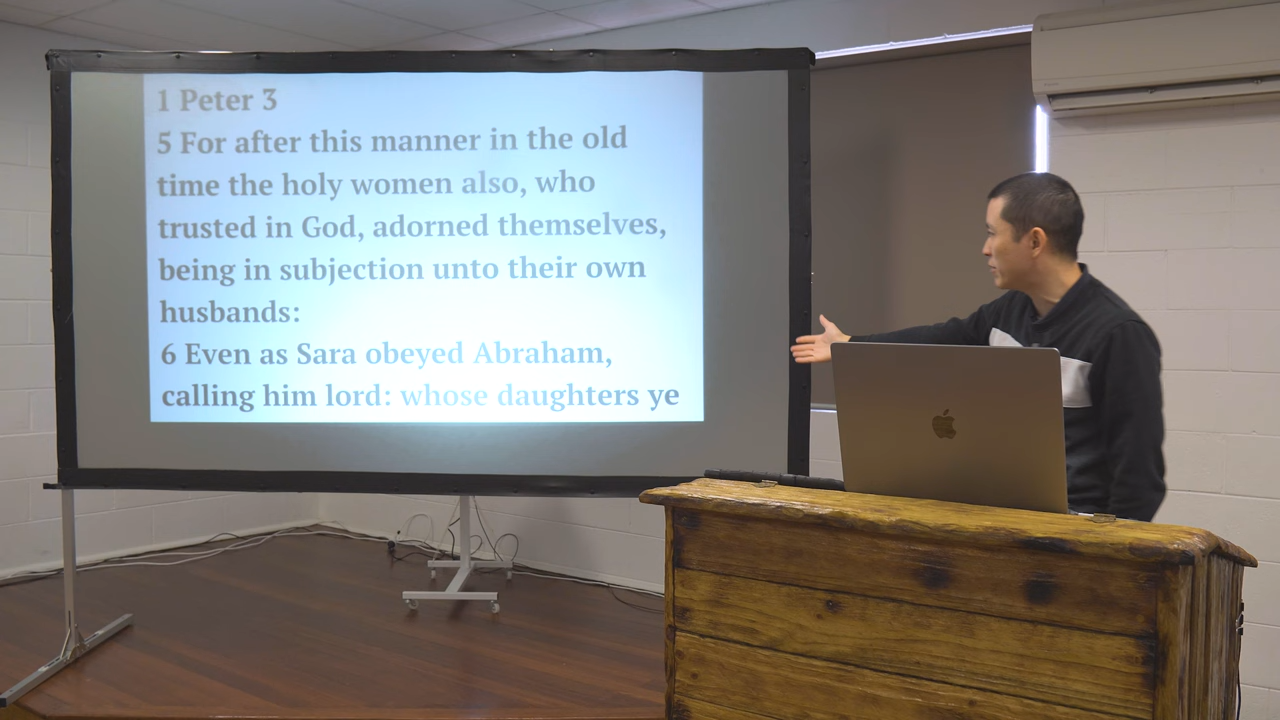 1 Peter 3
5 For after this manner in the old
time the holy women also, who
trusted in God, adorned themselves,
being in subjection unto their own
husbands:
6 Even as Sara obeyed Abraham,
calling him lord: whose daughters ye